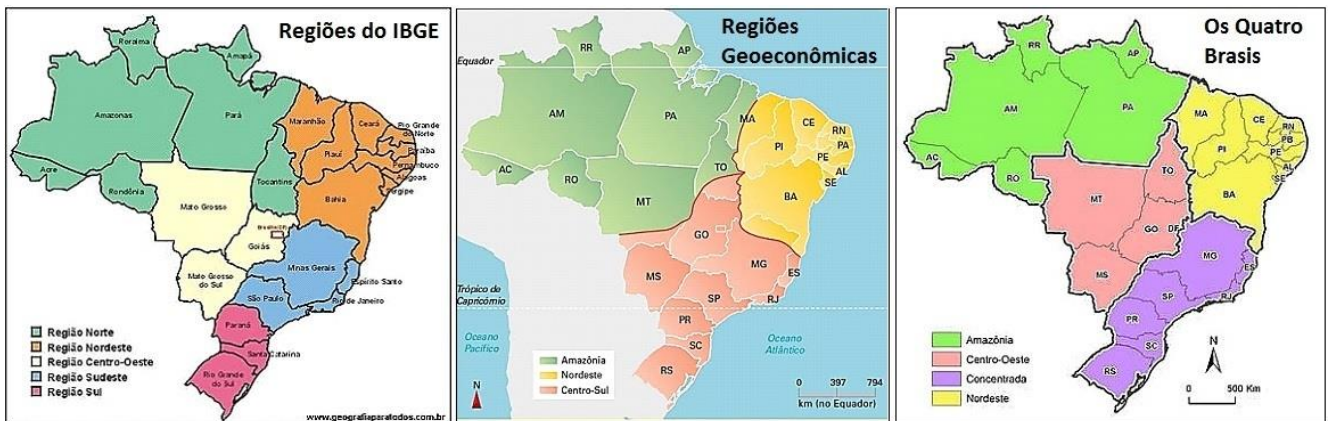 Regiões do IBGE
Roraima
Amapá
Amazonas
Pará
Maranhão
Ceará
Rio Grande do Norte
Paraíba
Piauí
Pernambuco
Alagoas
Sergipe
Acre
Rondônia
Tocantins
Bahia
Mato Grosso
Goiás
Minas Gerais
Mato Grosso
do Sul
Espírito Santo
São Paulo
Rio de Janeiro
Paraná
Santa Catarina
Rio Grande
do Sul
Região Norte
Região Nordeste
Região Centro-Oeste
Região Sudeste
Região Sul
www.geografiaparatodos.com.br
Regiões
Geoeconômicas
Equador
RR
AP
AM
PA
MA
CE
RN
PA
PI
PE
AL
SE
AC
RO
TO
BA
MT
GO
MG
ES
MS
SP
RJ
Trópico de
Capricórnio
PR
SC
RS
Oceano
Pacífico
Oceano
Atlântico
Amazônia
Nordeste
Centro-Sul
N
0 397 794
km (no Equador)
Os Quatro
Brasis
RR
AP
AM
PA
MA
CE
RN
PB
PE
AL
SE
PI
AC
RO
TO
BA
MT
GO
DF
MG
ES
MS
SP
RJ
PR
SC
RS
Amazônia
Centro-Oeste
Concentrada
Nordeste
N
0 500 Km